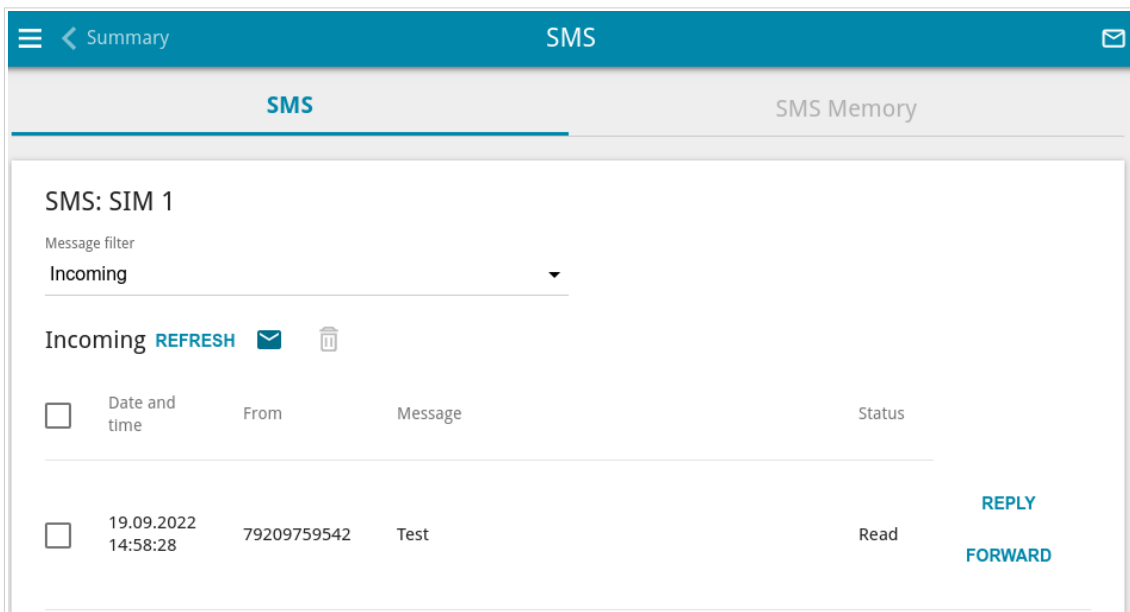 Summary
SMS
SMS
SMS Memory
SMS: SIM 1
Message filter
Incoming
Incoming REFRESH
Date and time
From
Message
Status
19.09.2022
14:58:28
79209759542
Test
Read
REPLY
FORWARD